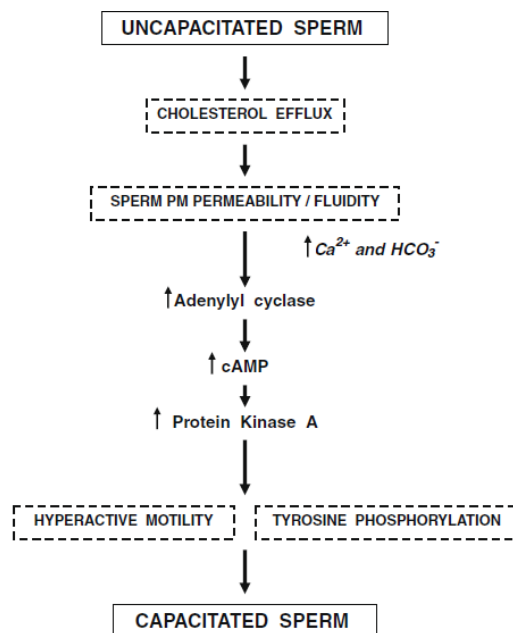 UNCAPACITATED SPERM
CHOLESTEROL EFFLUX
SPERM PM PERMEABILITY / FLUIDITY
↑Ca²⁺ and HCO₃⁻
↑Adenylyl cyclase
↑cAMP
↑ Protein Kinase A
HYPERACTIVE MOTILITY
TYROSINE PHOSPHORYLATION
CAPACITATED SPERM